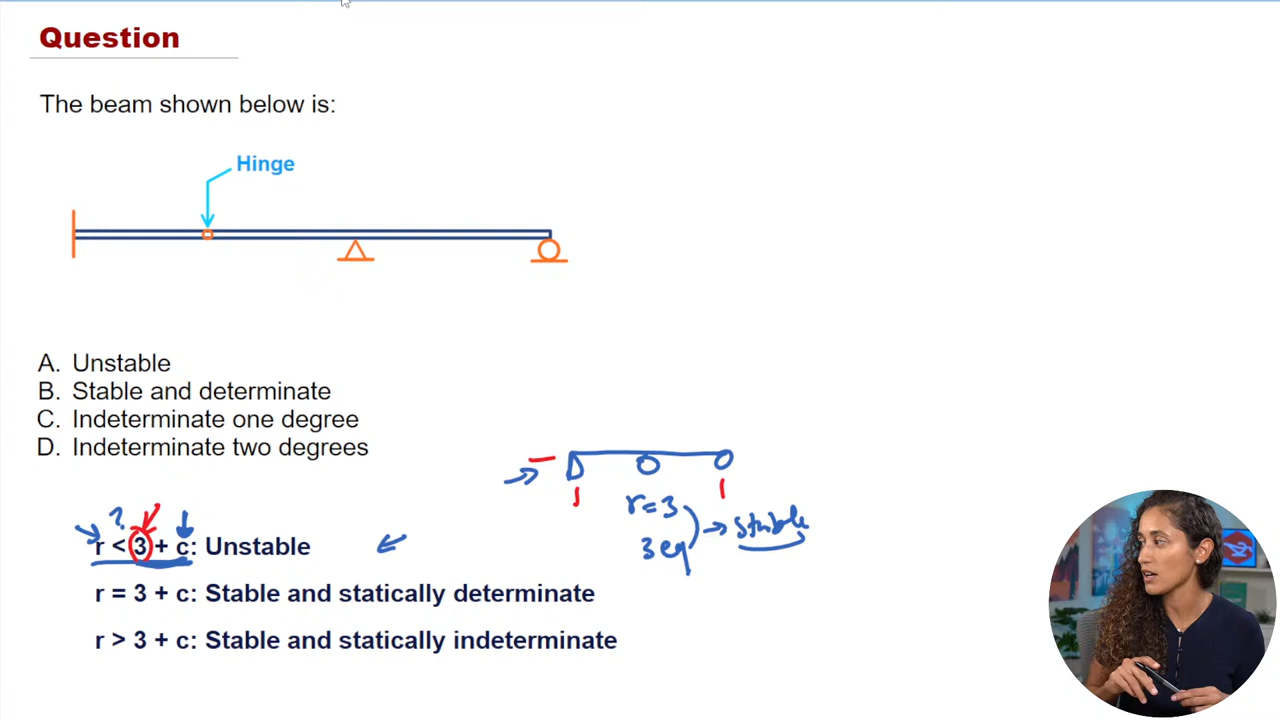 Question
The beam shown below is:
Hinge
A. Unstable
B. Stable and determinate
C. Indeterminate one degree
D. Indeterminate two degrees
?
r < 3 + c: Unstable
r = 3 + c: Stable and statically determinate
r > 3 + c: Stable and statically indeterminate
r = 3
3 eq
stable